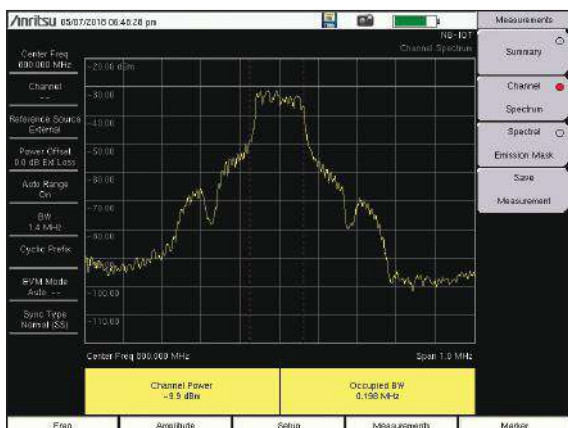 Anritsu 05/07/2018 06:46:28 pm
Measurements
NB-IOT
Channel Spectrum
Center Freq
600.000 MHz
Channel
--
Reference Source
External
Power Offset
0.0 dB Ext Loss
Auto Range
On
BW
1.4 MHz
Cyclic Prefix
EVM Mode
Auto --
Sync Type
Normal (SS)
-20.00 dBm
-30.00
-40.00
-50.00
-60.00
-70.00
-80.00
-100.00
-110.00
Center Freq 600.000 MHz
Span 1.0 MHz
Channel Power
-9.9 dBm
Occupied BW
0.198 MHz
Summary
Channel
Spectrum
Spectral
Emission Mask
Save
Measurement
Freq
Amplitude
Setup
Measurements
Marker